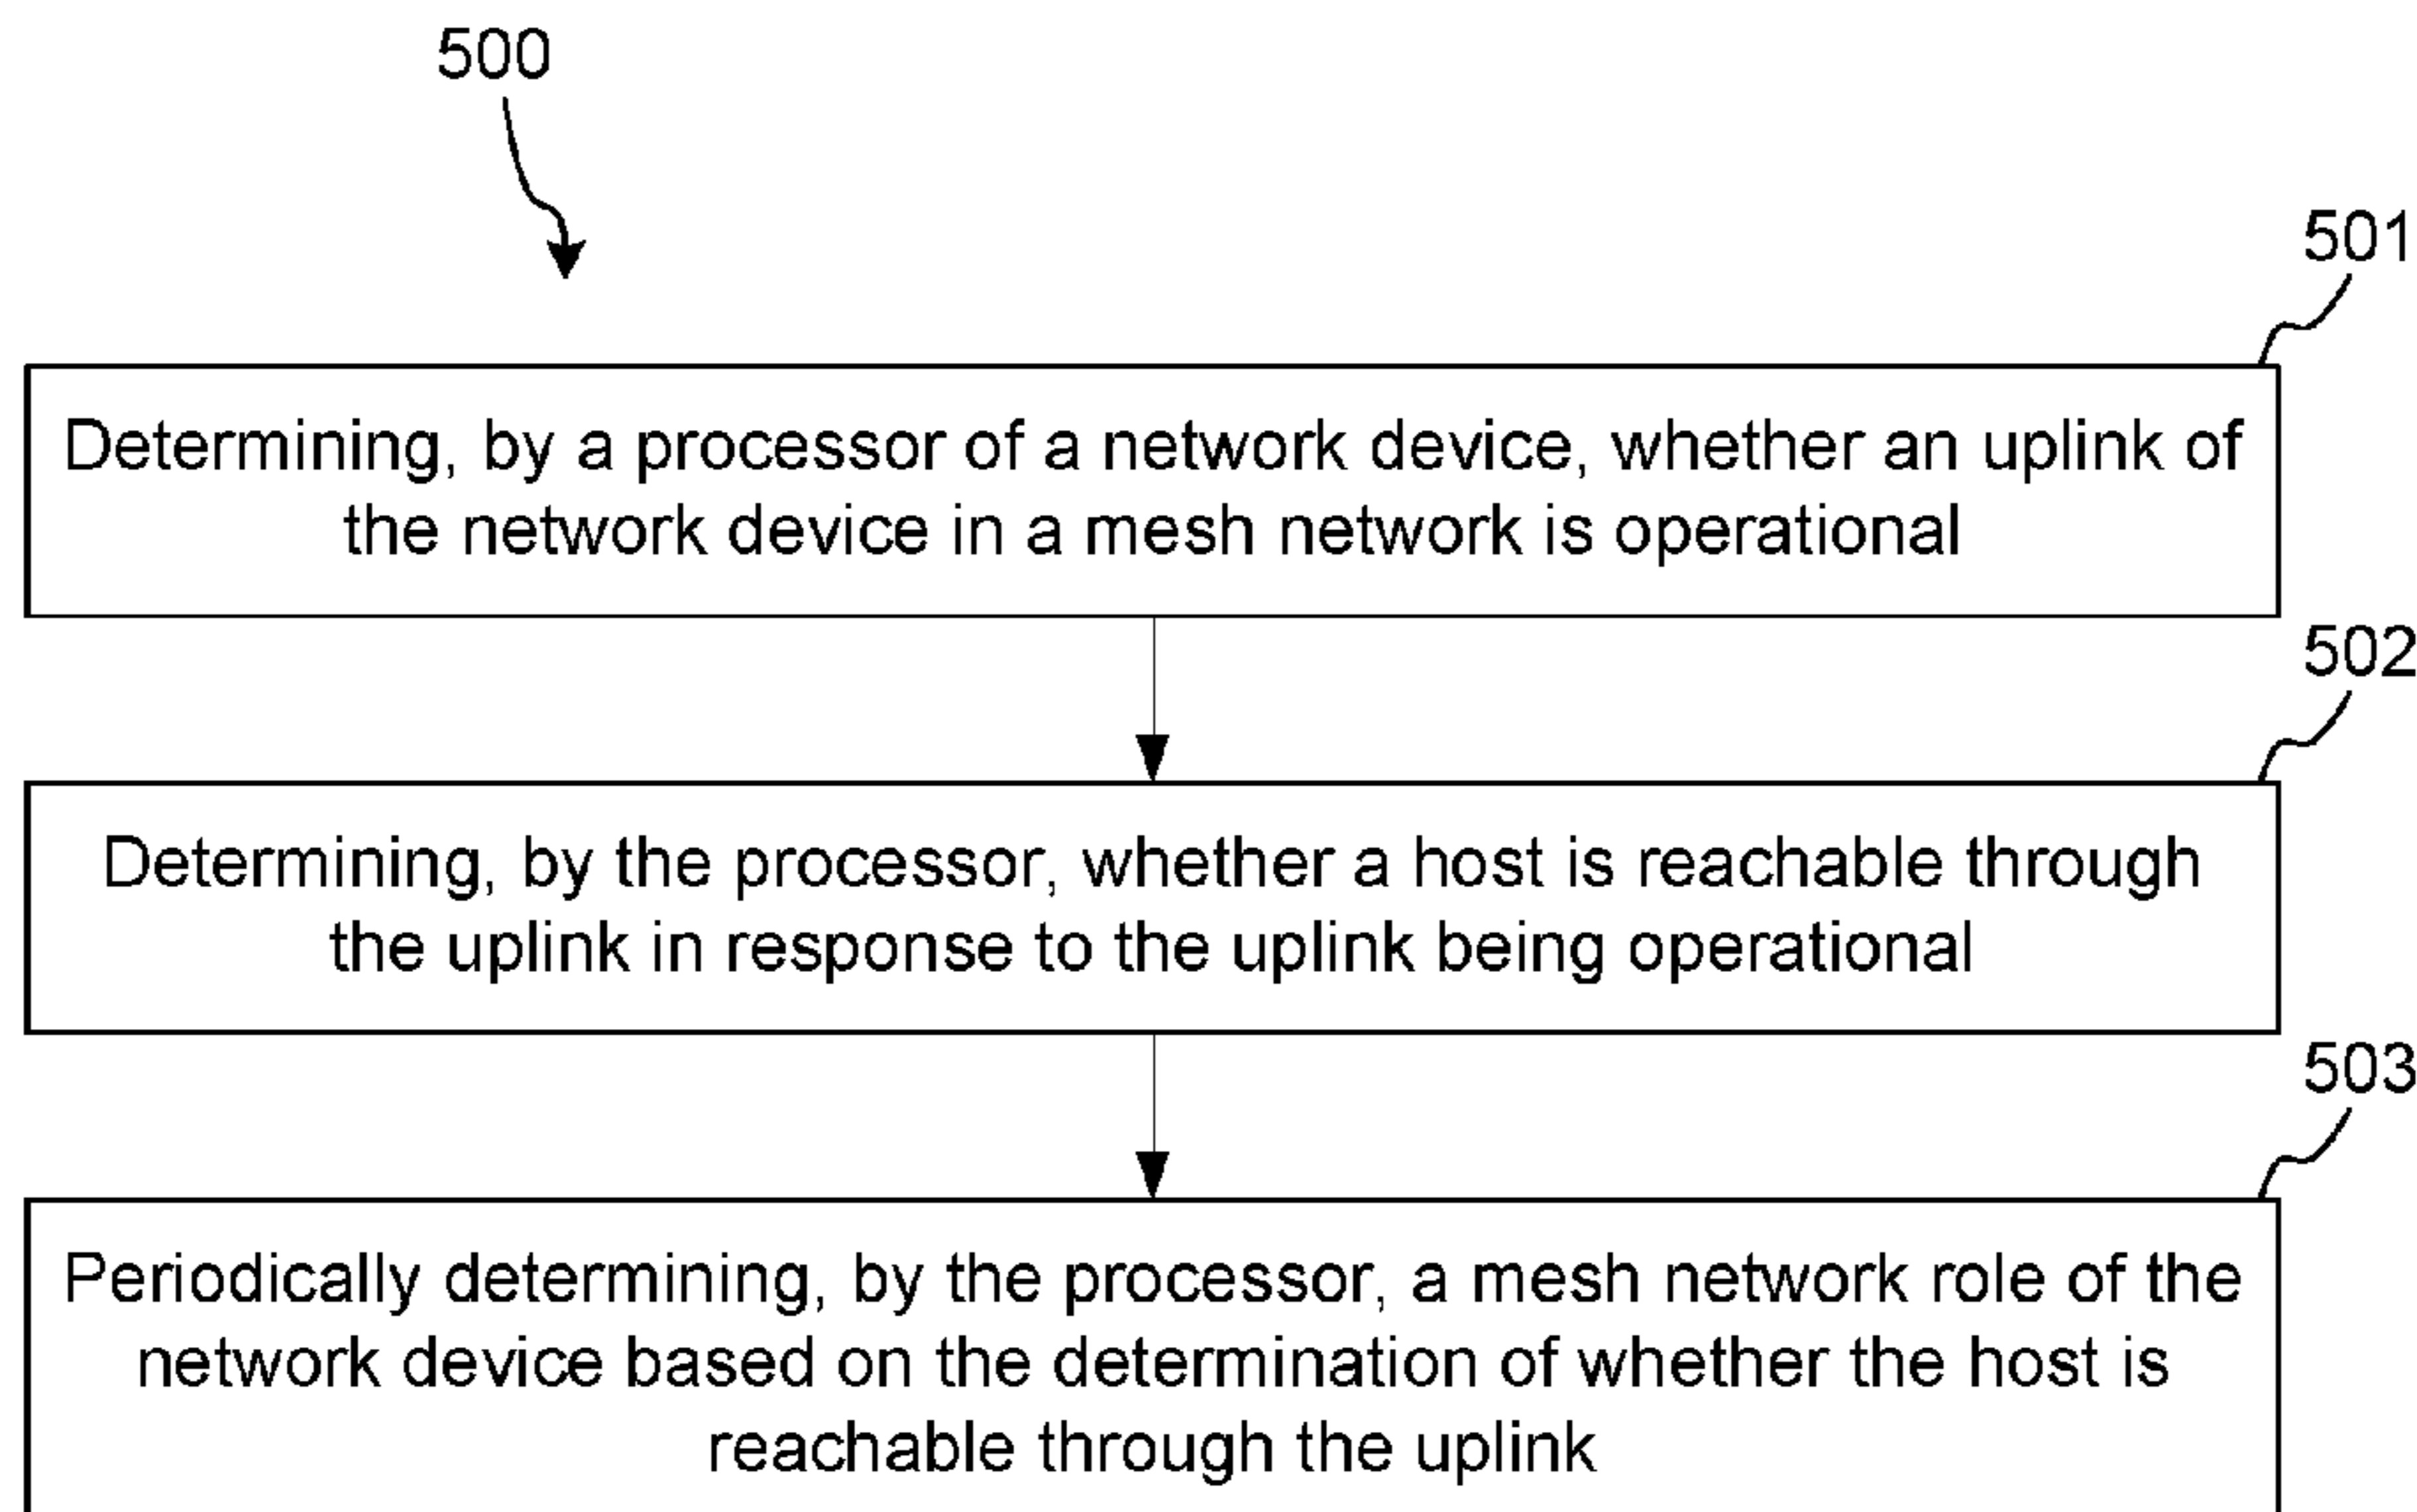 500
501
Determining, by a processor of a network device, whether an uplink of
the network device in a mesh network is operational
502
Determining, by the processor, whether a host is reachable through
the uplink in response to the uplink being operational
503
Periodically determining, by the processor, a mesh network role of the
network device based on the determination of whether the host is
reachable through the uplink